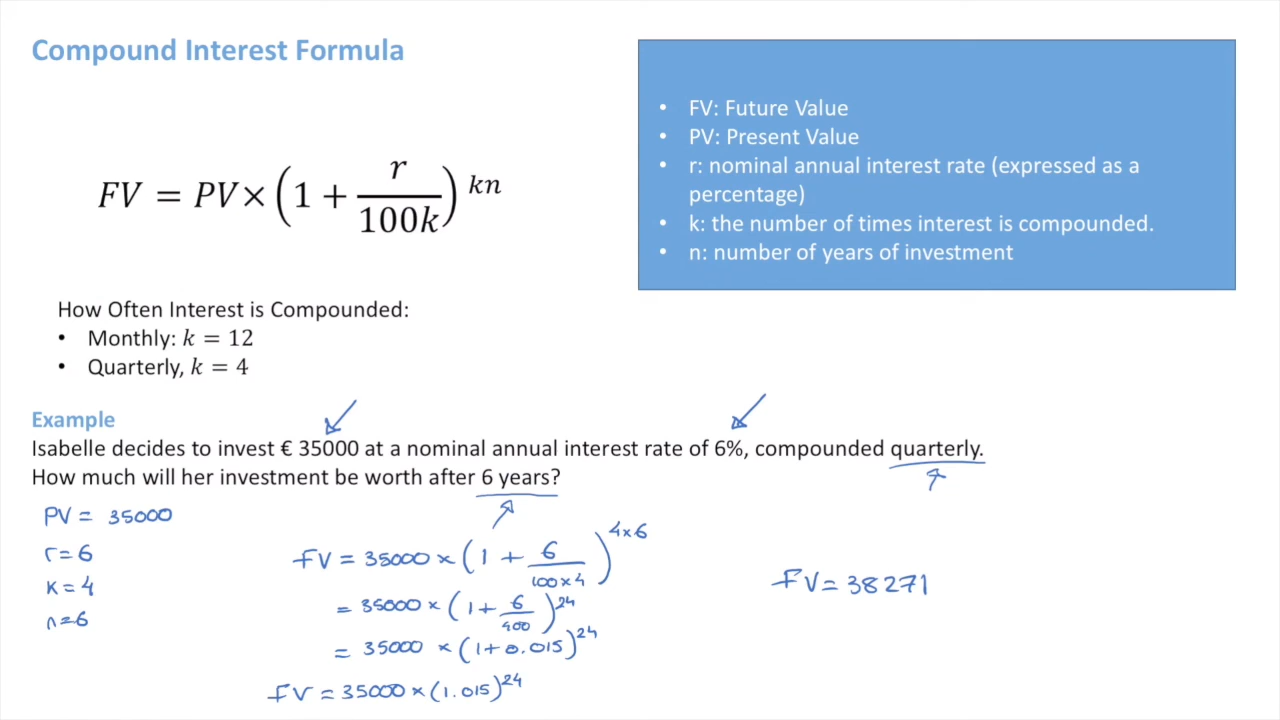 Compound Interest Formula
FV = PV × (1 + r/100k)^kn
• FV: Future Value
• PV: Present Value
• r: nominal annual interest rate (expressed as a
percentage)
• k: the number of times interest is compounded.
• n: number of years of investment
How Often Interest is Compounded:
• Monthly: k = 12
• Quarterly, k = 4
Example
Isabelle decides to invest € 35000 at a nominal annual interest rate of 6%, compounded quarterly.
How much will her investment be worth after 6 years?
PV = 35000
r = 6
k = 4
n = 6
FV = 35000 × (1 + 6/100×4)^4×6
= 35000 × (1 + 6/400)^24
= 35000 × (1 + 0.015)^24
FV = 35000 × (1.015)^24
FV = 38271